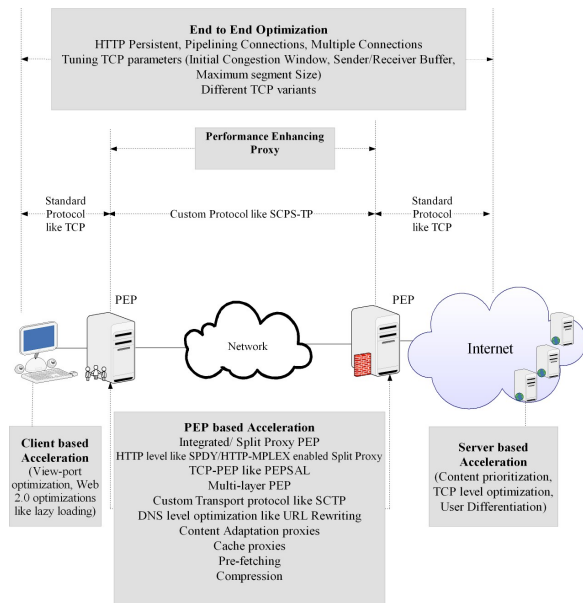 End to End Optimization
HTTP Persistent, Pipelining Connections, Multiple Connections
Tuning TCP parameters (Initial Congestion Window, Sender/Receiver Buffer,
Maximum segment Size)
Different TCP variants
Performance Enhancing
Proxy
Standard
Protocol
like TCP
Custom Protocol like SCPS-TP
Standard
Protocol
like TCP
PEP
PEP
Network
Internet
Client based
Acceleration
(View-port
optimization, Web
2.0 optimizations
like lazy loading)
PEP based Acceleration
Integrated/ Split Proxy PEP
HTTP level like SPDY/HTTP-MPLEX enabled Split Proxy
TCP-PEP like PEPSAL
Multi-layer PEP
Custom Transport protocol like SCTP
DNS level optimization like URL Rewriting
Content Adaptation proxies
Cache proxies
Pre-fetching
Compression
Server based
Acceleration
(Content prioritization,
TCP level optimization,
User Differentiation)